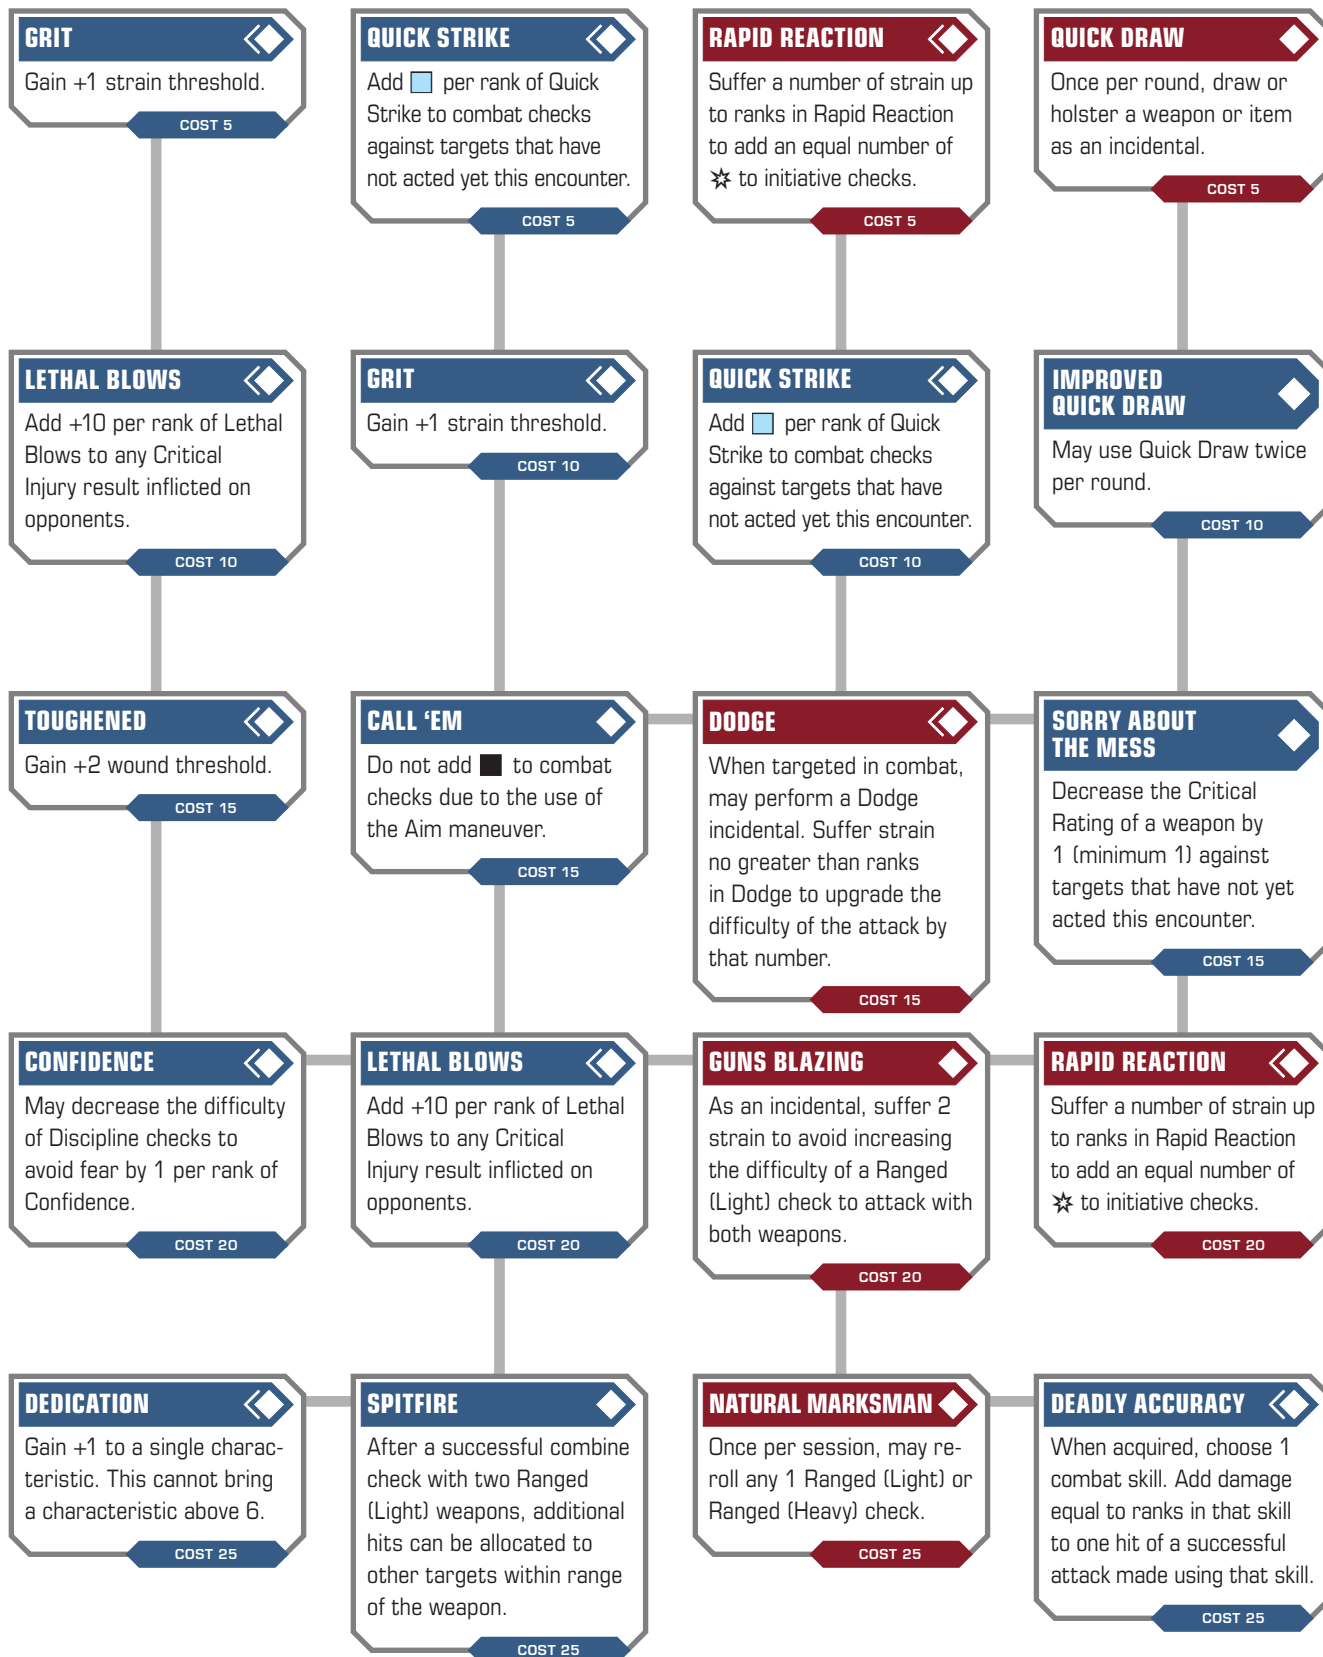 GRIT
Gain +1 strain threshold.
COST 5
QUICK STRIKE
Add per rank of Quick
Strike to combat checks
against targets that have
not acted yet this encounter.
COST 5
RAPID REACTION
Suffer a number of strain up
to ranks in Rapid Reaction
to add an equal number of
to initiative checks.
COST 5
QUICK DRAW
Once per round, draw or
holster a weapon or item
as an incidental.
COST 5
LETHAL BLOWS
Add +10 per rank of Lethal
Blows to any Critical
Injury result inflicted on
opponents.
COST 10
GRIT
Gain +1 strain threshold.
COST 10
QUICK STRIKE
Add per rank of Quick
Strike to combat checks
against targets that have
not acted yet this encounter.
COST 10
IMPROVED
QUICK DRAW
May use Quick Draw twice
per round.
COST 10
TOUGHENED
Gain +2 wound threshold.
COST 15
CALL ‘EM
Do not add to combat
checks due to the use of
the Aim maneuver.
COST 15
DODGE
When targeted in combat,
may perform a Dodge
incidental. Suffer strain
no greater than ranks
in Dodge to upgrade the
difficulty of the attack by
that number.
COST 15
SORRY ABOUT
THE MESS
Decrease the Critical
Rating of a weapon by
1 (minimum 1) against
targets that have not yet
acted this encounter.
COST 15
CONFIDENCE
May decrease the difficulty
of Discipline checks to
avoid fear by 1 per rank of
Confidence.
COST 20
LETHAL BLOWS
Add +10 per rank of Lethal
Blows to any Critical
Injury result inflicted on
opponents.
COST 20
GUNS BLAZING
As an incidental, suffer 2
strain to avoid increasing
the difficulty of a Ranged
(Light) check to attack with
both weapons.
COST 20
RAPID REACTION
Suffer a number of strain up
to ranks in Rapid Reaction
to add an equal number of
to initiative checks.
COST 20
DEDICATION
Gain +1 to a single charac-
teristic. This cannot bring
a characteristic above 6.
COST 25
SPITFIRE
After a successful combine
check with two Ranged
(Light) weapons, additional
hits can be allocated to
other targets within range
of the weapon.
COST 25
NATURAL MARKSMAN
Once per session, may re-
roll any 1 Ranged (Light) or
Ranged (Heavy) check.
COST 25
DEADLY ACCURACY
When acquired, choose 1
combat skill. Add damage
equal to ranks in that skill
to one hit of a successful
attack made using that skill.
COST 25